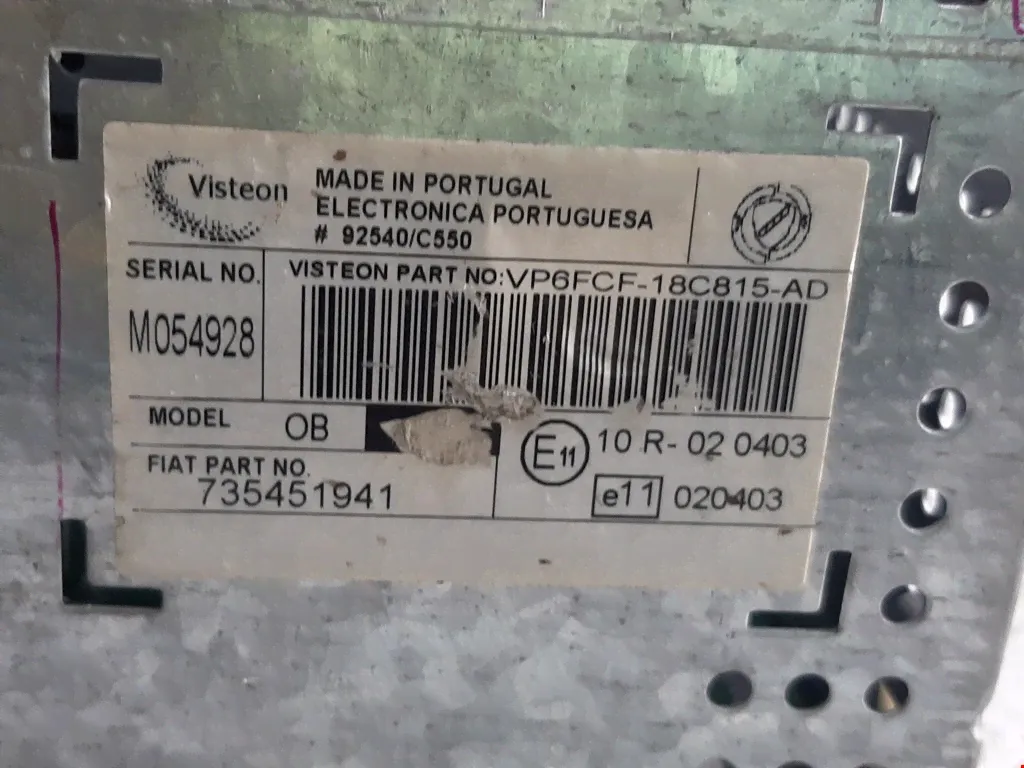 Visteon
MADE IN PORTUGAL
ELECTRONICA PORTUGUESA
# 92540/C550
SERIAL NO.
M054928
VISTEON PART NO:VP6FCF-18C815-AD
MODEL OB
FIAT PART NO.
735451941
E11 10 R- 02 0403
e11 020403